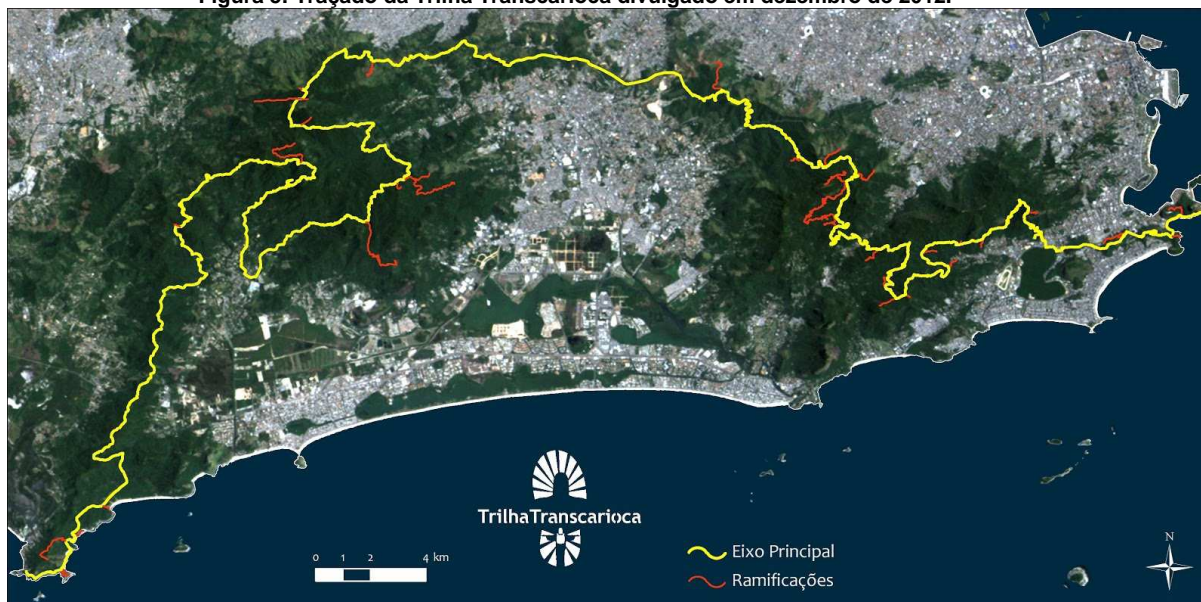 Figura 3. Traçado da Trilha Transcarioca divulgado em dezembro de 2012.
TrilhaTranscarioca
0 1 2 4 km
Eixo Principal
Ramificações
N